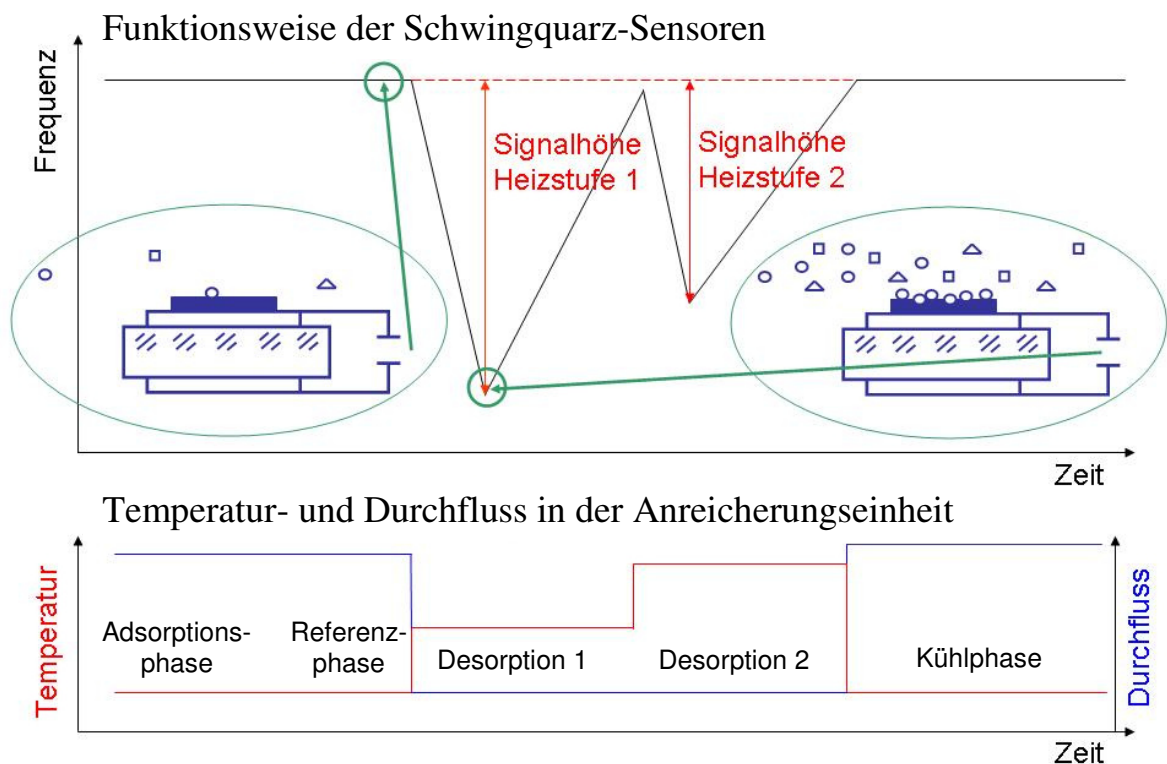 Funktionsweise der Schwingquarz-Sensoren
Frequenz
Signalhöhe
Heizstufe 1
Signalhöhe
Heizstufe 2
Zeit
Temperatur- und Durchfluss in der Anreicherungseinheit
Temperatur
Adsorptions-
phase
Referenz-
phase
Desorption 1
Desorption 2
Kühlphase
Durchfluss
Zeit